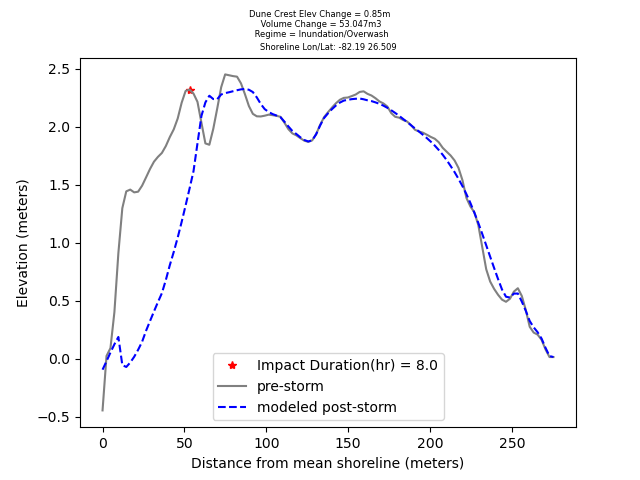 Dune Crest Elev Change = 0.85m
Volume Change = 53.047m3
Regime = Inundation/Overwash
Shoreline Lon/Lat: -82.19 26.509
2.5
2.0
1.5
1.0
0.5
0.0
−0.5
Elevation (meters)
Impact Duration(hr) = 8.0
pre-storm
modeled post-storm
0 50 100 150 200 250
Distance from mean shoreline (meters)